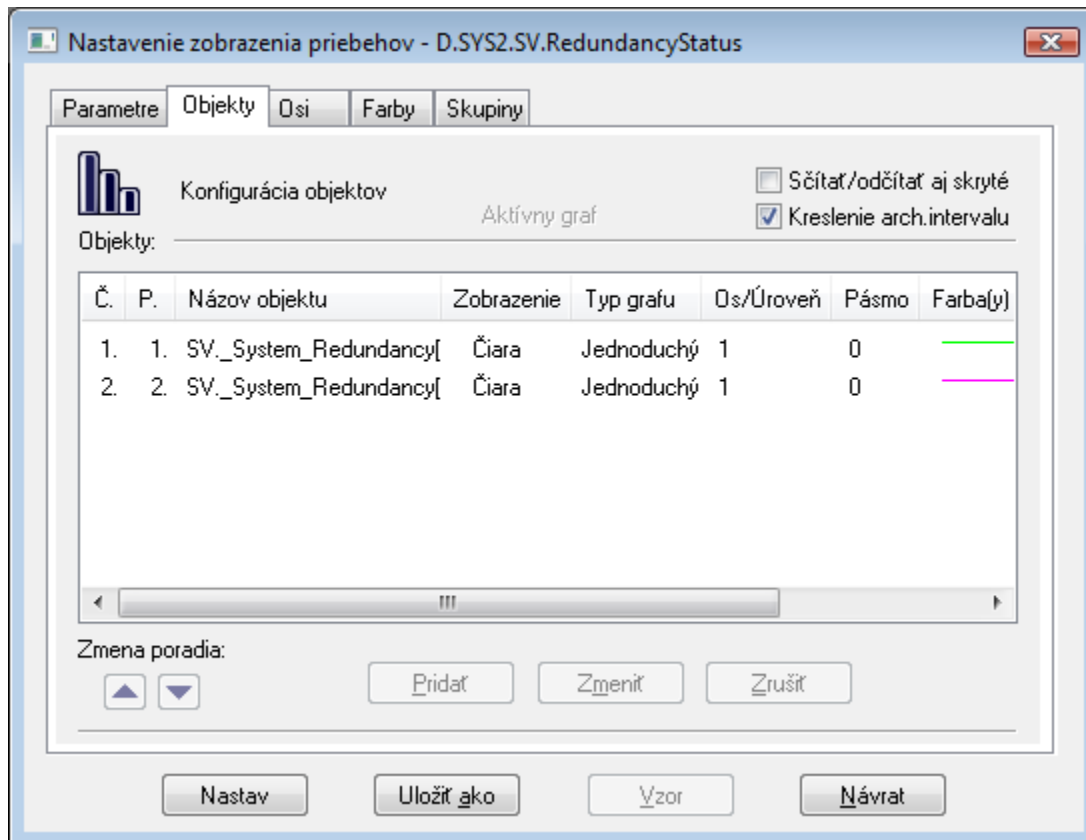 Nastavenie zobrazenia priebehov - D.SYS2.SV.RedundancyStatus
Parametre Objekty Osi Farby Skupiny
Konfigurácia objektov
Sčítať/odčítať aj skryté
Aktívny graf
Kreslenie arch.intervalu
Objekty:
Č. P. Názov objektu Zobrazenie Typ grafu Os/Úroveň Pásmo Farba(y)
1. 1. SV._System_Redundancy[ Čiara Jednoduchý 1 0
2. 2. SV._System_Redundancy[ Čiara Jednoduchý 1 0
Zmena poradia:
Pridať Zmeniť Zrušiť
Nastav Uložiť ako Vzor Návrat